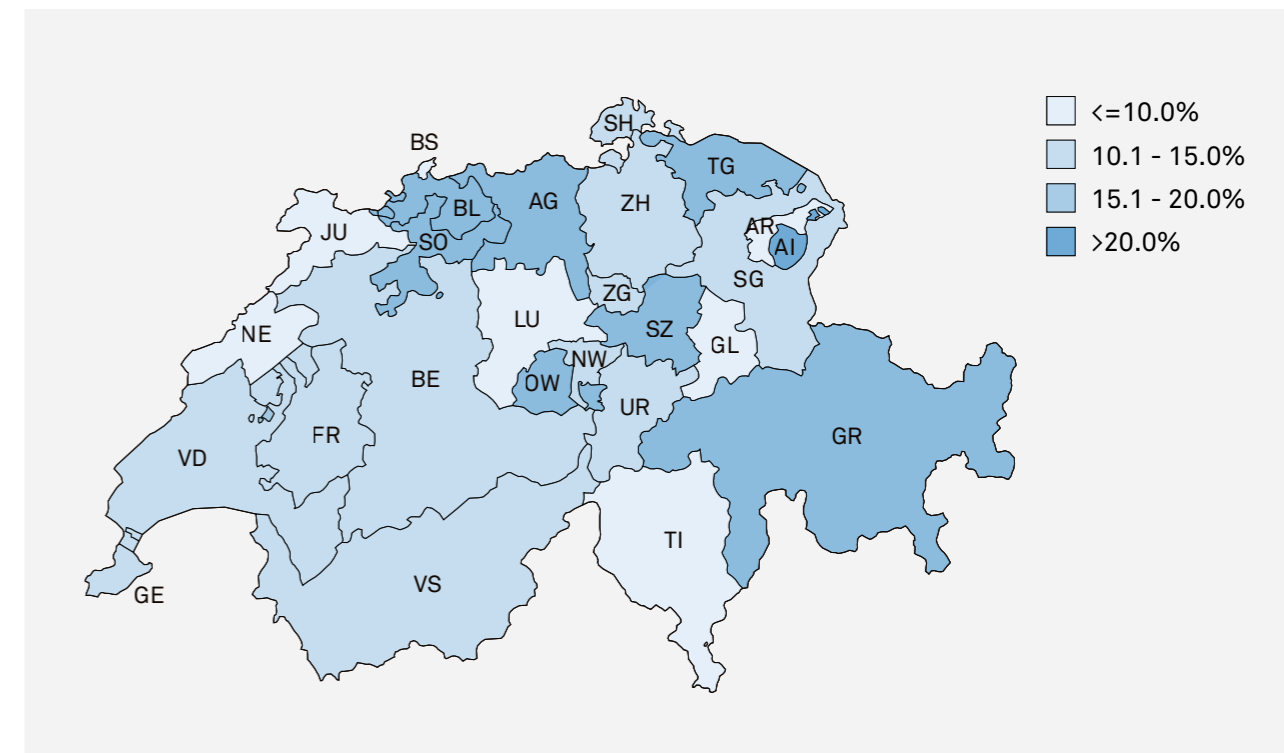 <=10.0%
10.1 - 15.0%
15.1 - 20.0%
>20.0%
SH
BS
TG
AG
BL
ZH
JU
AR
SO
AI
SG
ZG
LU
SZ
NE
GL
NW
BE
OW
UR
FR
GR
VD
TI
VS
GE